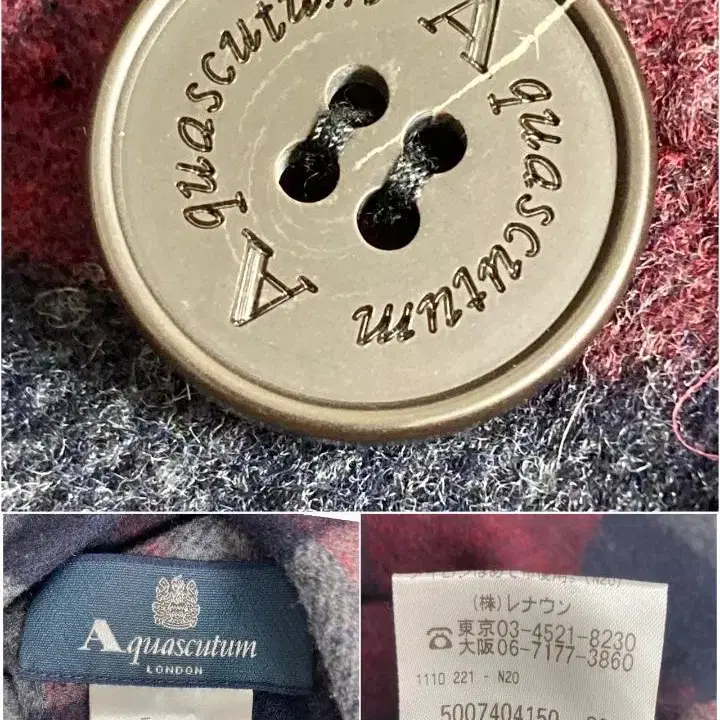 Aquascutum
Aquascutum
Aquascutum
LONDON
(株)レナウン
☎東京03-4521-8230
大阪06-7177-3860
1110 221 - N20
5007404150